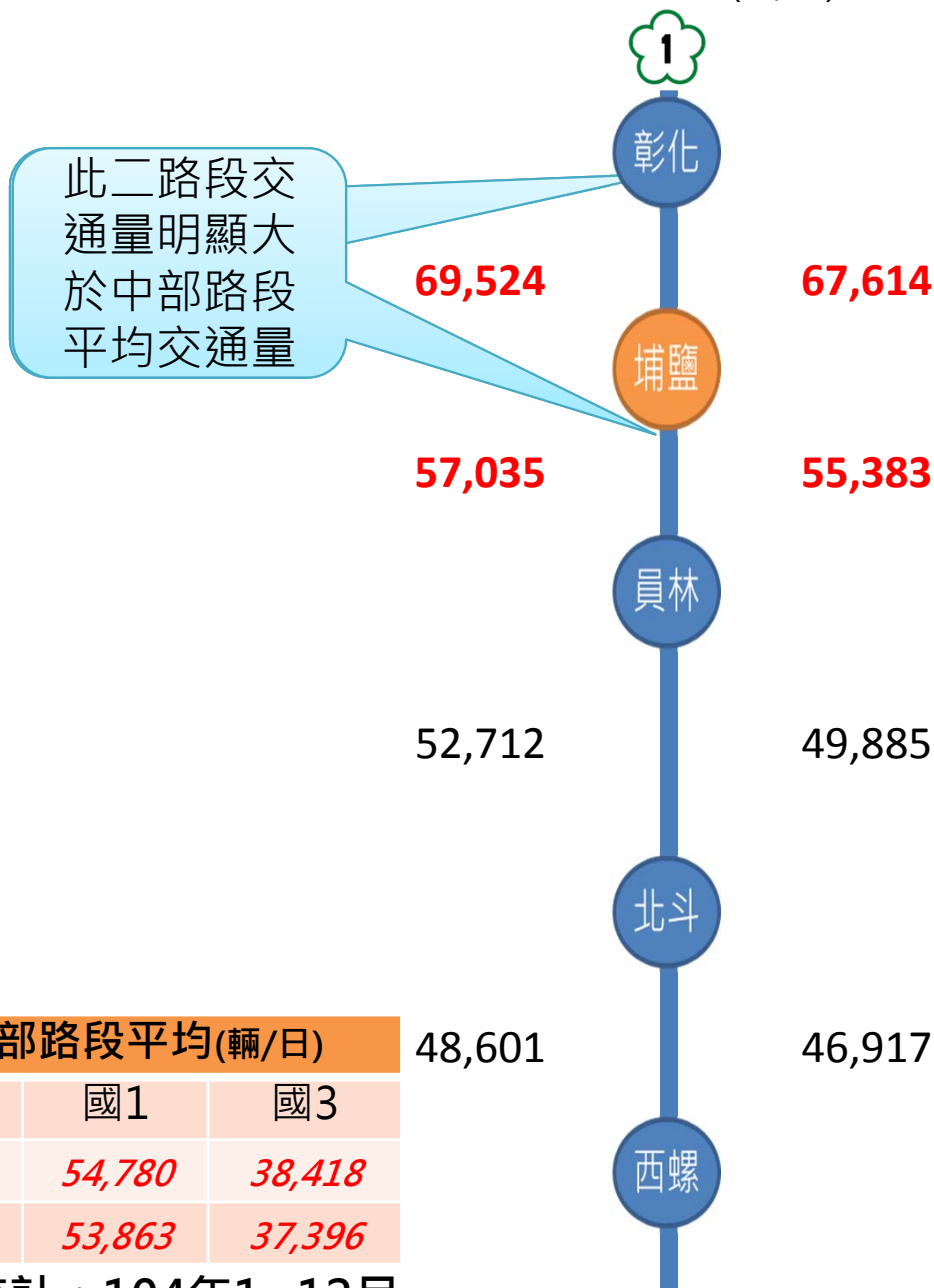 1
彰化
此二路段交
通量明顯大
於中部路段
平均交通量
69,524 67,614
埔鹽
57,035 55,383
員林
52,712 49,885
北斗
48,601 46,917
部路段平均(輛/日)
國1 國3
54,780 38,418
53,863 37,396
西螺
104年1 12月